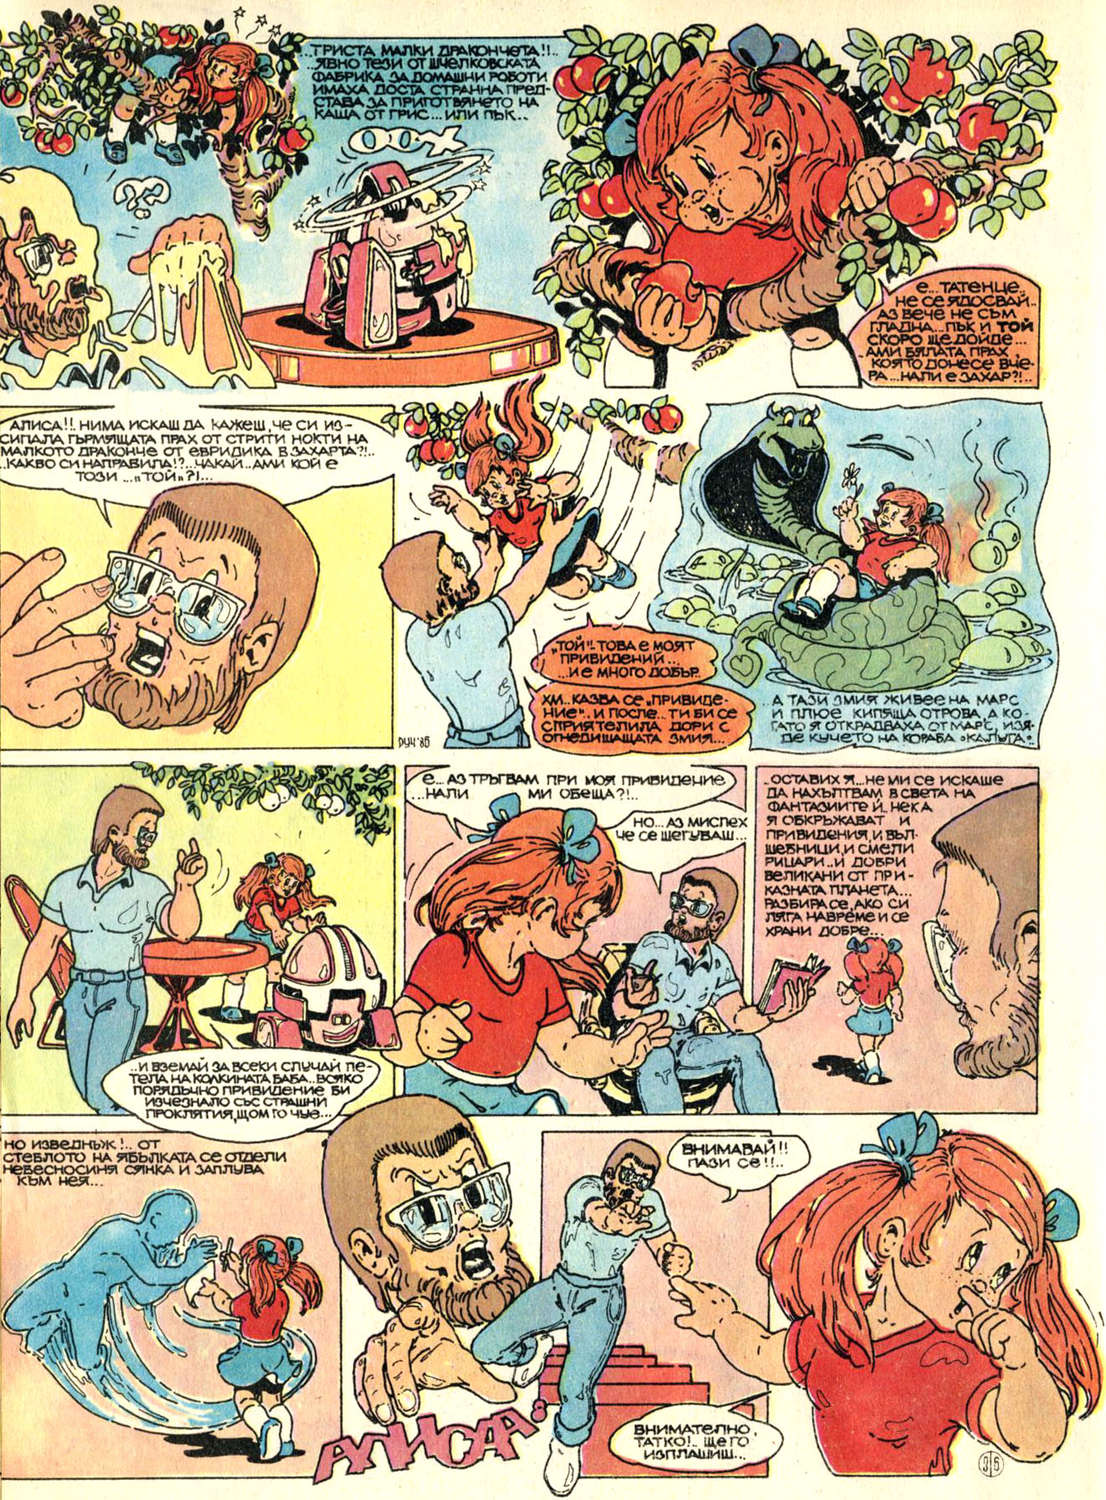 ...ТРИСТА МАЛКИ ДРАКОНЧЕТА!!..
..ЯВНО ТЕЗИ ОТ ШЧЕЛКОВСКАТА
ФАБРИКА ЗА ДОМАШНИ РОБОТИ
ИМАХА ДОСТА СТРАННА ПРЕД-
СТАВА ЗА ПРИГОТВЯНЕТО НА
КАША ОТ ГРИС... ИЛИ ПЪК...
???
ООХ
Е... ТАТЕНЦЕ..
НЕ СЕ ЯДОСВАЙ..
АЗ ВЕЧЕ НЕ СЪМ
ГЛАДНА... ПЪК И ТОЙ
СКОРО ЩЕ ДОЙДЕ...
АМИ БЯЛАТА ПРАХ,
КОЯТО ДОНЕСЕ ВЧЕ-
РА...НАЛИ Е ЗАХАР?!..
АЛИСА!!. НИМА ИСКАШ ДА КАЖЕШ, ЧЕ СИ ИЗ-
СИПАЛА ГЪРМЯЩАТА ПРАХ ОТ СТРИТИ НОКТИ НА
МАЛКОТО ДРАКОНЧЕ ОТ ЕВРИДИКА В ЗАХАРТА?!..
..КАКВО СИ НАПРАВИЛА!?..ЧАКАЙ..АМИ КОЙ Е
ТОЗИ ...„ТОЙ“?!...
„ТОЙ“!. ТОВА Е МОЯТ
ПРИВИДЕНИЙ...
...И Е МНОГО ДОБЪР.
ХМ..КАЗВА СЕ „ПРИВИДЕ-
НИЕ“..И ПОСЛЕ... ТИ БИ СЕ
СПРИЯТЕЛИЛА ДОРИ С
ОГНЕДИШАЩАТА ЗМИЯ...
РУЧ'85
..А ТАЗИ ЗМИЯ ЖИВЕЕ НА МАРС
И ПЛЮЕ КИПЯЩА ОТРОВА, А КО-
ГАТО Я ОТКРАДВАХА ОТ МАРС, ИЗЯ-
ДЕ КУЧЕТО НА КОРАБА „КАЛУГА“
..И ВЗЕМАЙ ЗА ВСЕКИ СЛУЧАЙ ПЕ-
ТЕЛА НА КОЛКИНАТА БАБА..ВСЯКО
ПОРЯДЪЧНО ПРИВИДЕНИЕ БИ
ИЗЧЕЗНАЛО СЪС СТРАШНИ
ПРОКЛЯТИЯ, ЩОМ ГО ЧУЕ...
Е... АЗ ТРЪГВАМ ПРИ МОЯ ПРИВИДЕНИЕ
...НАЛИ МИ ОБЕЩА?!..
НО...АЗ МИСЛЕХ
ЧЕ СЕ ШЕГУВАШ...
..ОСТАВИХ Я...НЕ МИ СЕ ИСКАШЕ
ДА НАХЪЛТВАМ В СВЕТА НА
ФАНТАЗИИТЕ Й. НЕКА
Я ОБКРЪЖАВАТ И
ПРИВИДЕНИЯ, И ВЪЛ-
ШЕБНИЦИ, И СМЕЛИ
РИЦАРИ..И ДОБРИ
ВЕЛИКАНИ ОТ ПРИ-
КАЗНАТА ПЛАНЕТА...
РАЗБИРА СЕ, АКО СИ
ЛЯГА НАВРЕМЕ И СЕ
ХРАНИ ДОБРЕ...
НО ИЗВЕДНЪЖ!.. ОТ
СТЕБЛОТО НА ЯБЪЛКАТА СЕ ОТДЕЛИ
НЕБЕСНОСИНЯ СЯНКА И ЗАПЛУВА
КЪМ НЕЯ...
АЛИСАА!
ВНИМАВАЙ!!
ПАЗИ СЕ!!..
ВНИМАТЕЛНО,
ТАТКО!.. ЩЕ ГО
ИЗПЛАШИШ...
35